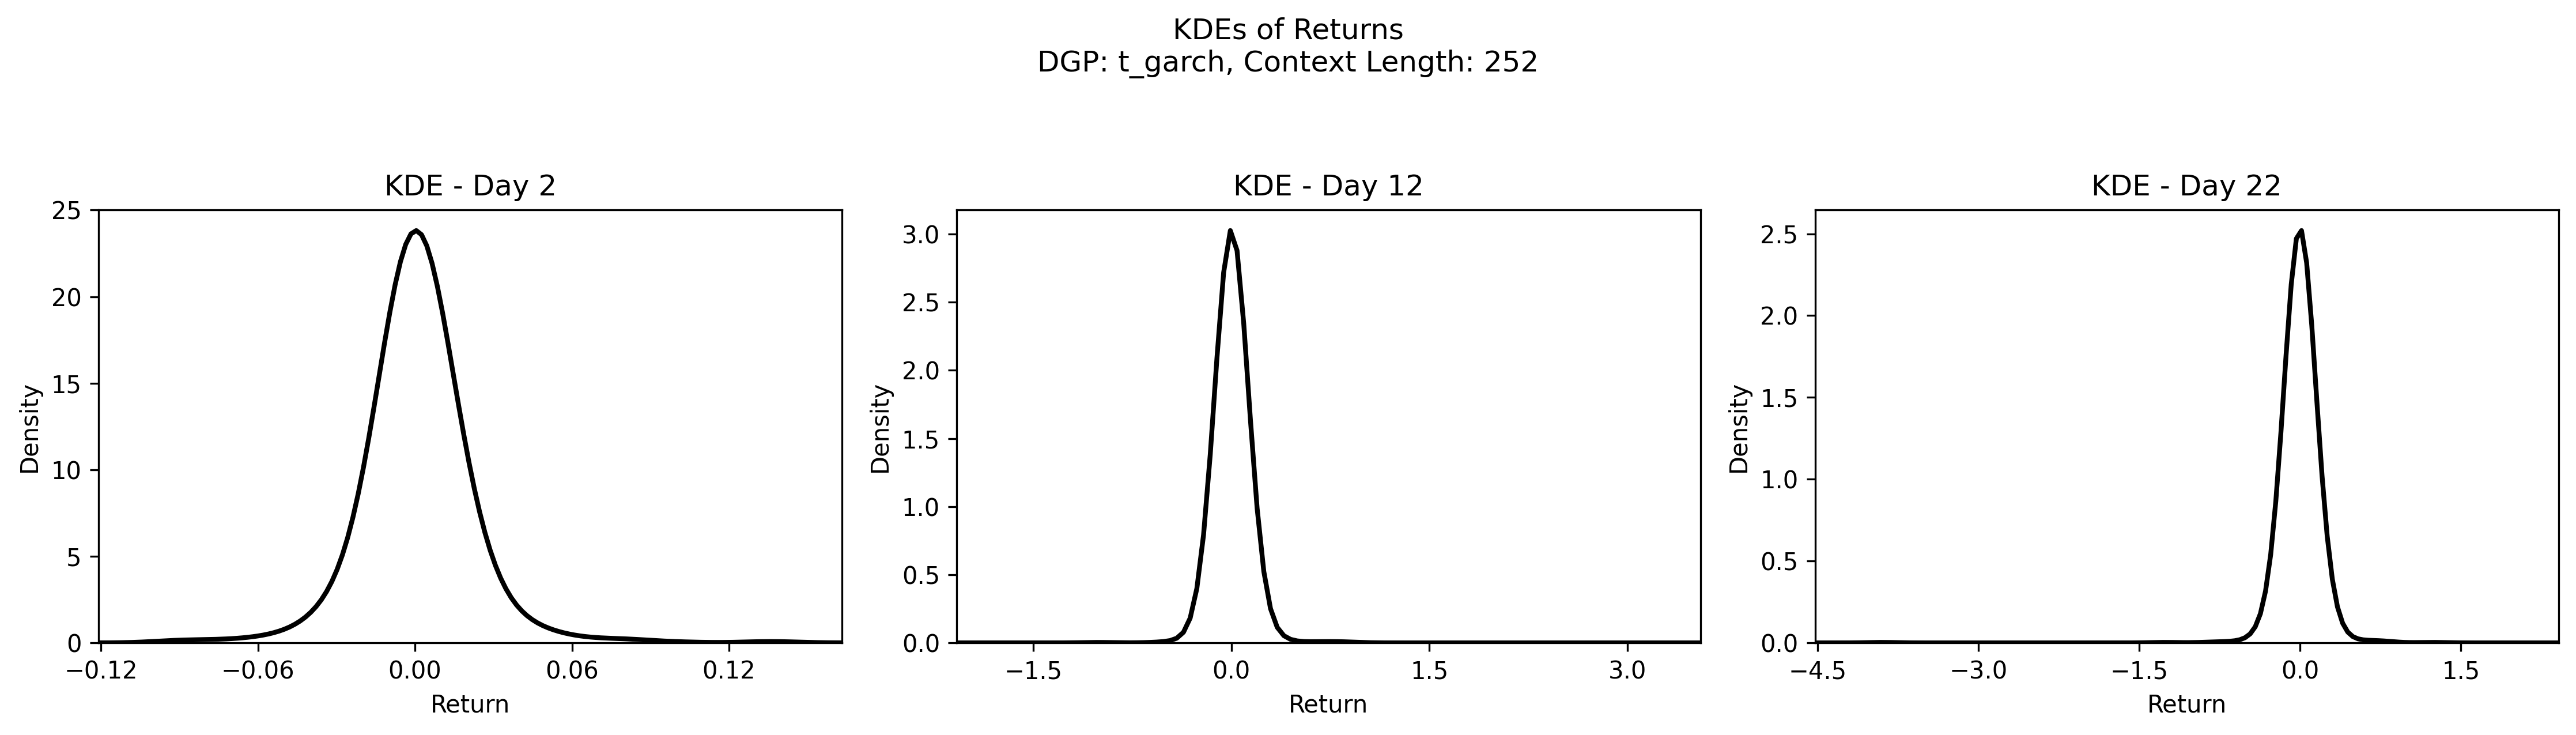 KDEs of Returns
DGP: t_garch, Context Length: 252
KDE - Day 2
25
20
15
10
5
0
Density
−0.12 −0.06 0.00 0.06 0.12
Return
KDE - Day 12
3.0
2.5
2.0
1.5
1.0
0.5
0.0
Density
−1.5 0.0 1.5 3.0
Return
KDE - Day 22
2.5
2.0
1.5
1.0
0.5
0.0
Density
−4.5 −3.0 −1.5 0.0 1.5
Return